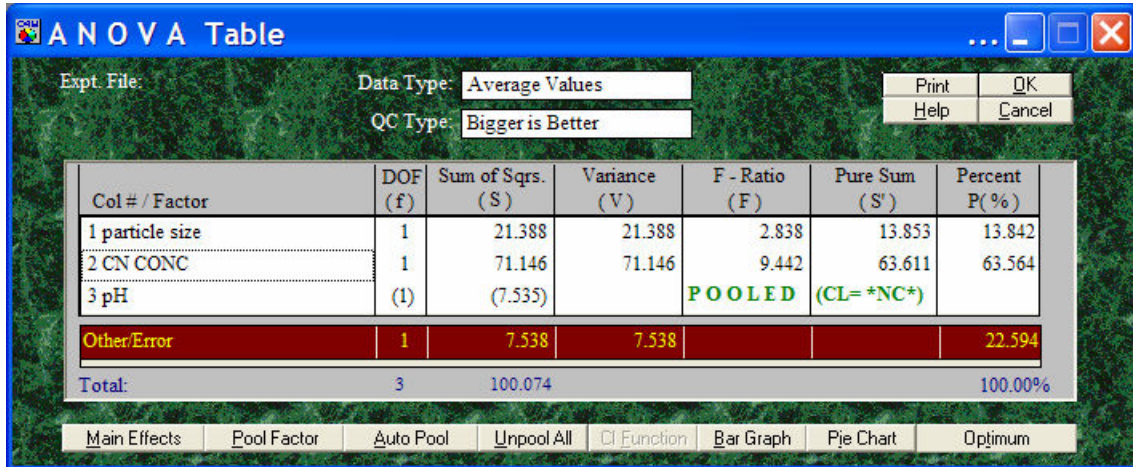 A N O V A Table ...
Expt. File: Data Type: Average Values Print OK
QC Type: Bigger is Better Help Cancel
Col # / Factor DOF (f) Sum of Sqrs. (S) Variance (V) F - Ratio (F) Pure Sum (S') Percent P(%)
1 particle size 1 21.388 21.388 2.838 13.853 13.842
2 CN CONC 1 71.146 71.146 9.442 63.611 63.564
3 pH (1) (7.535) POOLED (CL= *NC*)
Other/Error 1 7.538 7.538 22.594
Total: 3 100.074 100.00%
Main Effects Pool Factor Auto Pool Unpool All CI Function Bar Graph Pie Chart Optimum